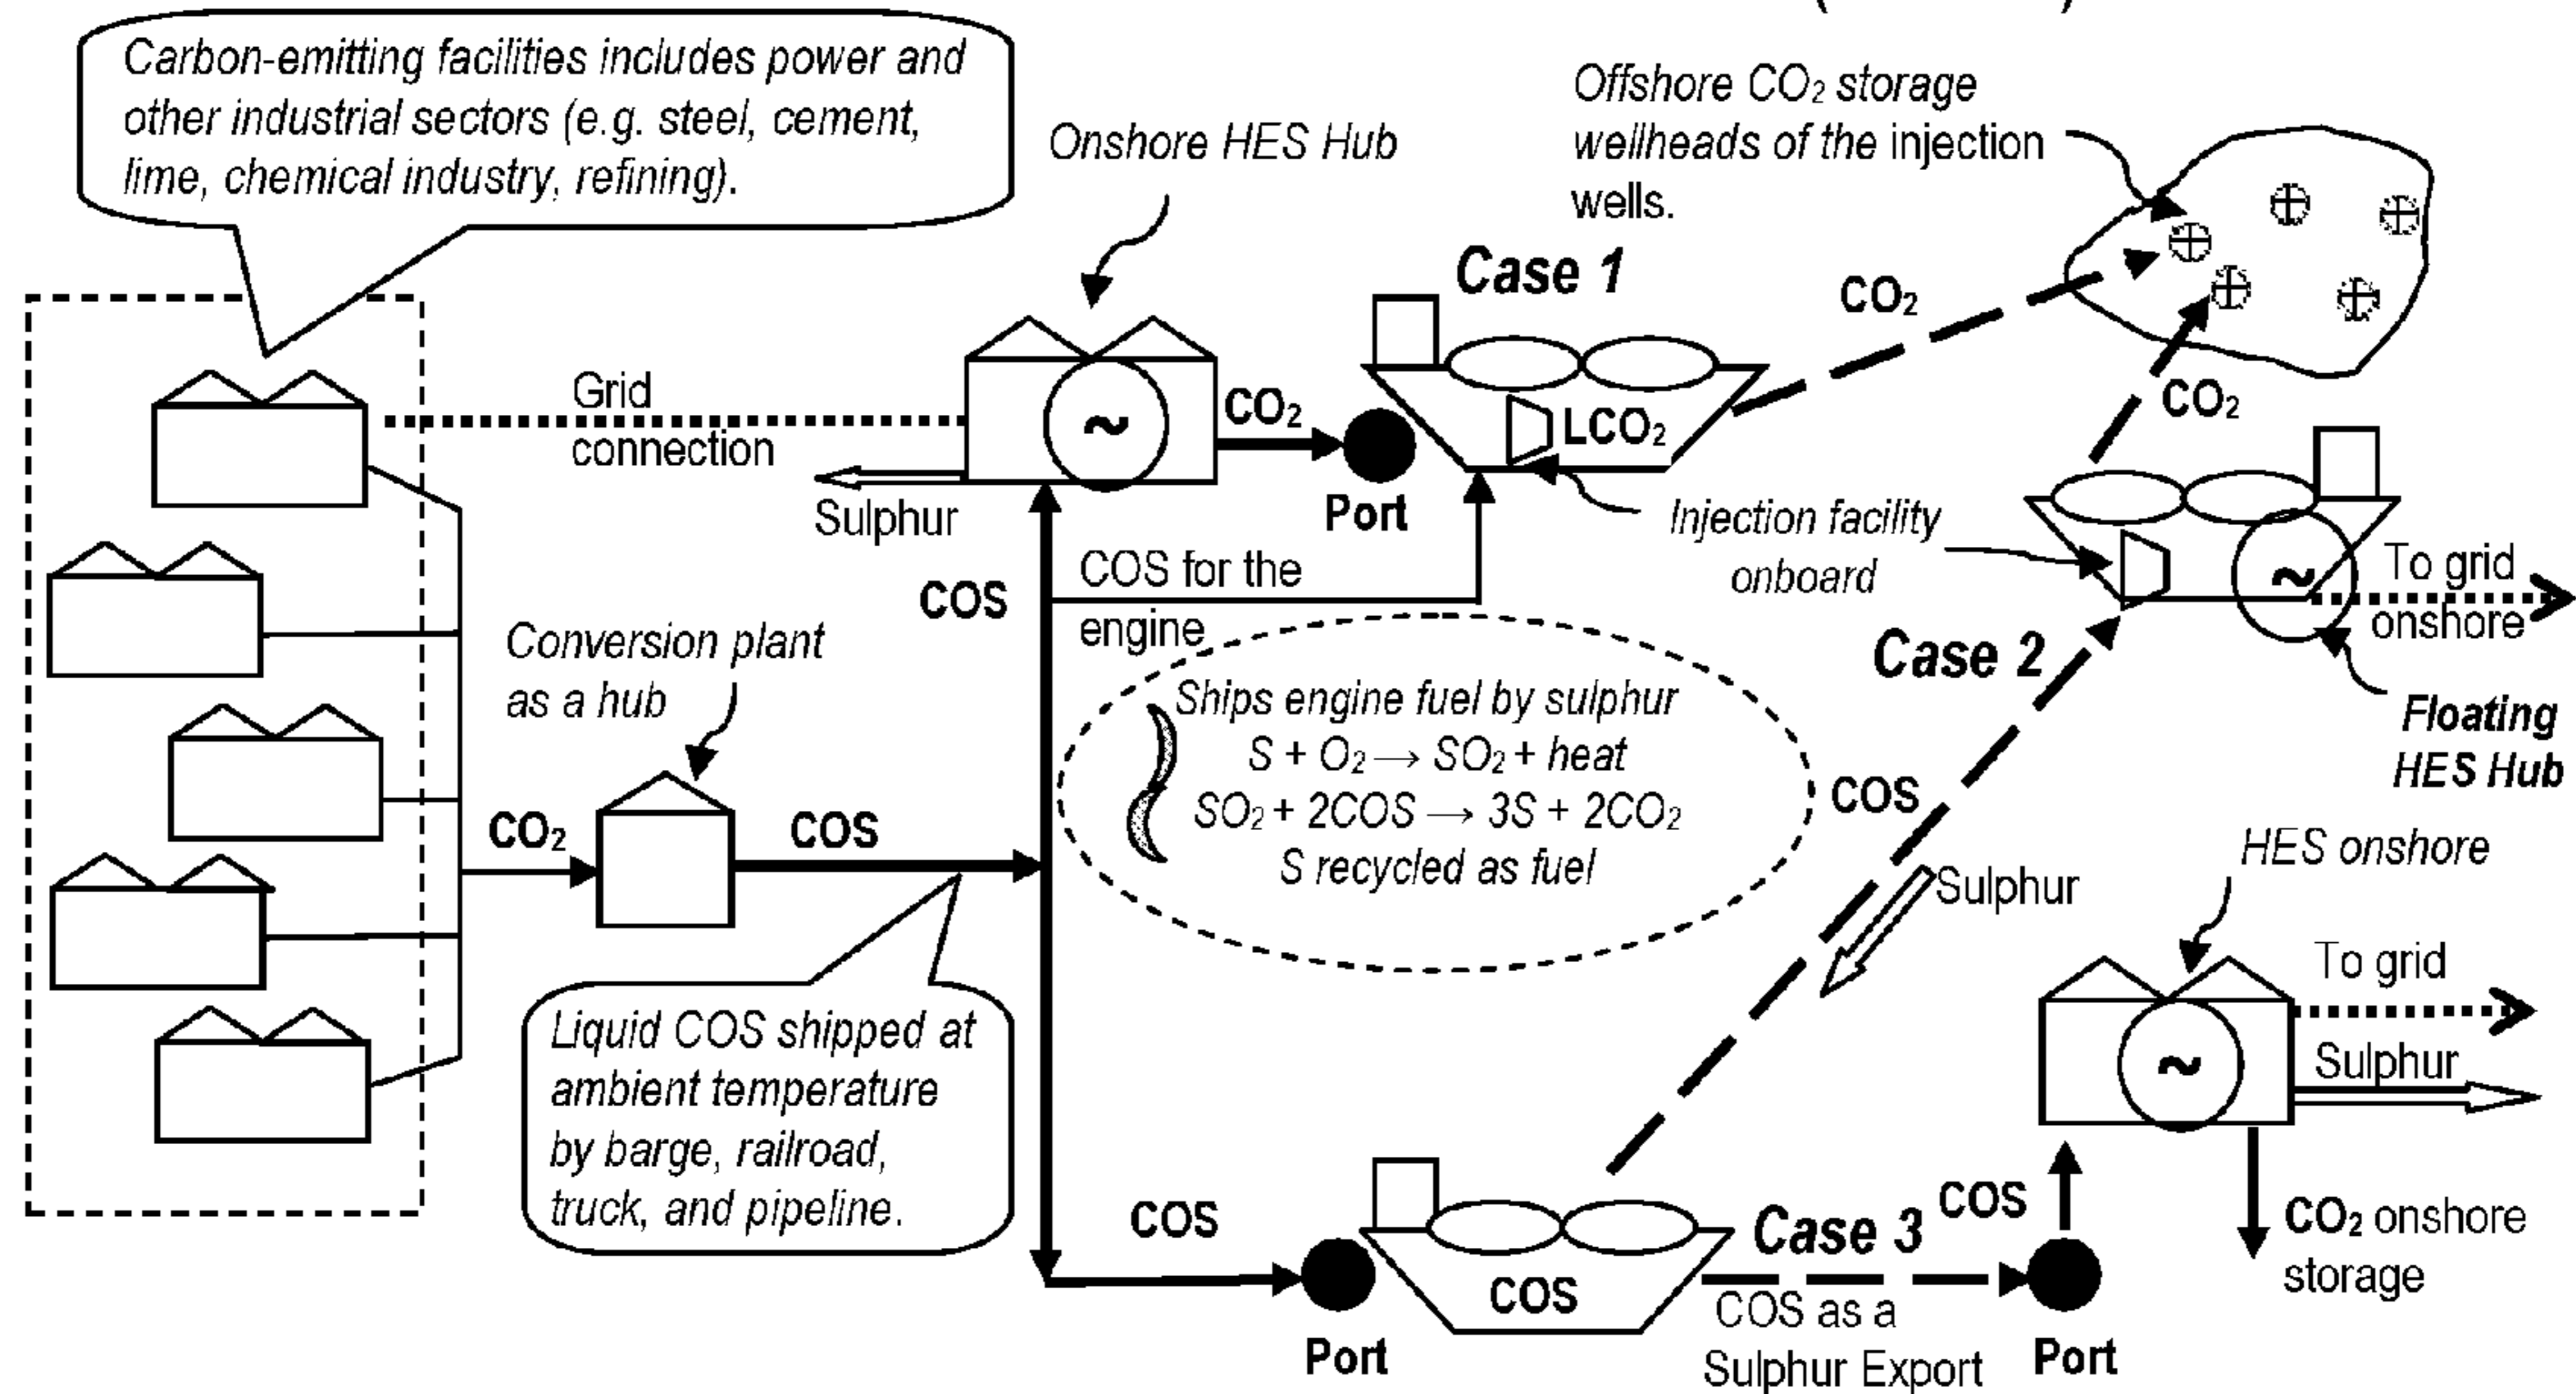 Carbon-emitting facilities includes power and
other industrial sectors (e.g. steel, cement,
lime, chemical industry, refining).
Onshore HES Hub
Offshore CO₂ storage
wellheads of the injection
wells.
Case 1
CO₂
Grid
connection
CO₂
LCO₂
CO₂
Sulphur
Port
Injection facility
onboard
To grid
onshore
COS
COS for the
engine
Conversion plant
as a hub
Case 2
Floating
HES Hub
Ships engine fuel by sulphur
S + O₂ → SO₂ + heat
SO₂ + 2COS → 3S + 2CO₂
S recycled as fuel
COS
CO₂
COS
Sulphur
HES onshore
To grid
Sulphur
Liquid COS shipped at
ambient temperature
by barge, railroad,
truck, and pipeline.
COS
COS
Case 3
COS
CO₂ onshore
storage
COS as a
Sulphur Export
Port
Port